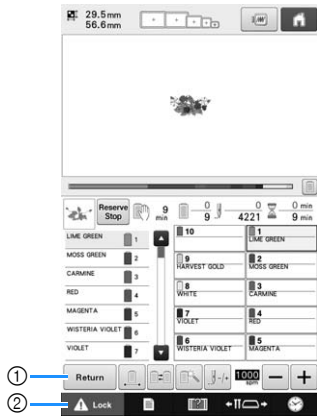 29.5mm
56.6mm
Reserve
Stop
9
min
0
9
0
4221
0 min
9 min
LIME GREEN 1
MOSS GREEN 2
CARMINE 3
RED 4
MAGENTA 5
WISTERIA VIOLET 6
VIOLET 7
10
1
LIME GREEN
9
HARVEST GOLD
2
MOSS GREEN
8
WHITE
3
CARMINE
7
VIOLET
4
RED
6
WISTERIA VIOLET
5
MAGENTA
① Return
1000
spm
− +
② Lock